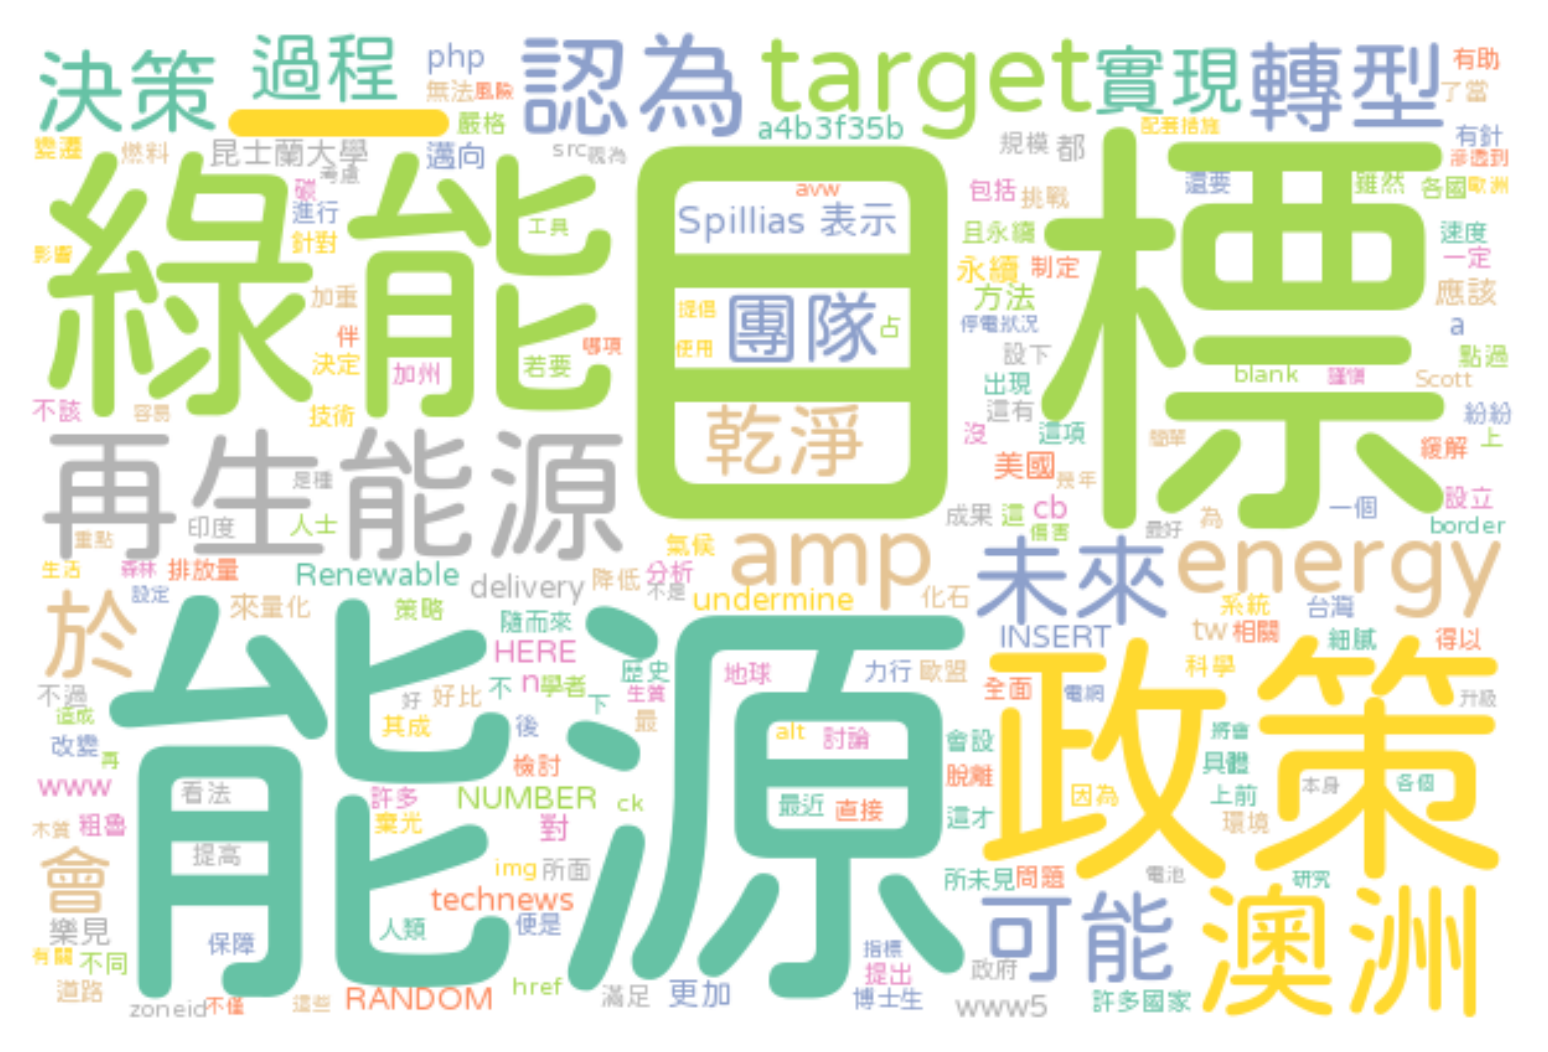 決策 過程 php 認為 target 實現 轉型 有助
無法 風險 了當
一 嚴格 a4b3f35b 配套措施
變遷 燃料 昆士蘭大學 邁向 src 視為 規模 都 有針
考慮 滲透到
綠能 目標
碳 avw 包括 挑戰 還要 雖然 各國 歐洲
進行 工具 Spillias 表示 且永續 速度
影響 針對 永續 制定 一定
加重 提倡 團隊 占 方法 應該
伴 使用 哪項 停電狀況 a
決定 加州 若要 設下 點過
出現 blank 謹慎 Scott
不該 容易 技術 乾淨 這有 紛紛
沒 這項 簡單 上
再生能源 美國 幾年 緩解
是種 成果 這 cb 一個 設立
印度 人士 傷害 最好 為 border
重點 氣侯 amp 未來 energy
生活 森林 排放量 Renewable delivery 降低 分析 化石
設定 不是 undermine 系統 台灣
於 來量化 策略 隨而來 INSERT tw 相關 細膩 得以
能源 政策
HERE 歷史 地球 力行 歐盟 科學
不過 好 好比 不 n 學者 生質 全面 電網 升級
造成 其成 後 下 最 alt 討論 會設 將會
改變 再 檢討 脫離 具體
www 看法 許多 NUMBER ck 最近 直接 因為 上前 本身 各個
木質 粗魯 棄光 對 這才 環境
提高 img 所面
會 technews 所未見 問題 電池 研究
樂見 保障 人類 便是 可能 澳洲
有關 不同 指標
道路 href 提出 政府
zoneid 不僅 這些 RANDOM 滿足 更加 博士生 www5 許多國家